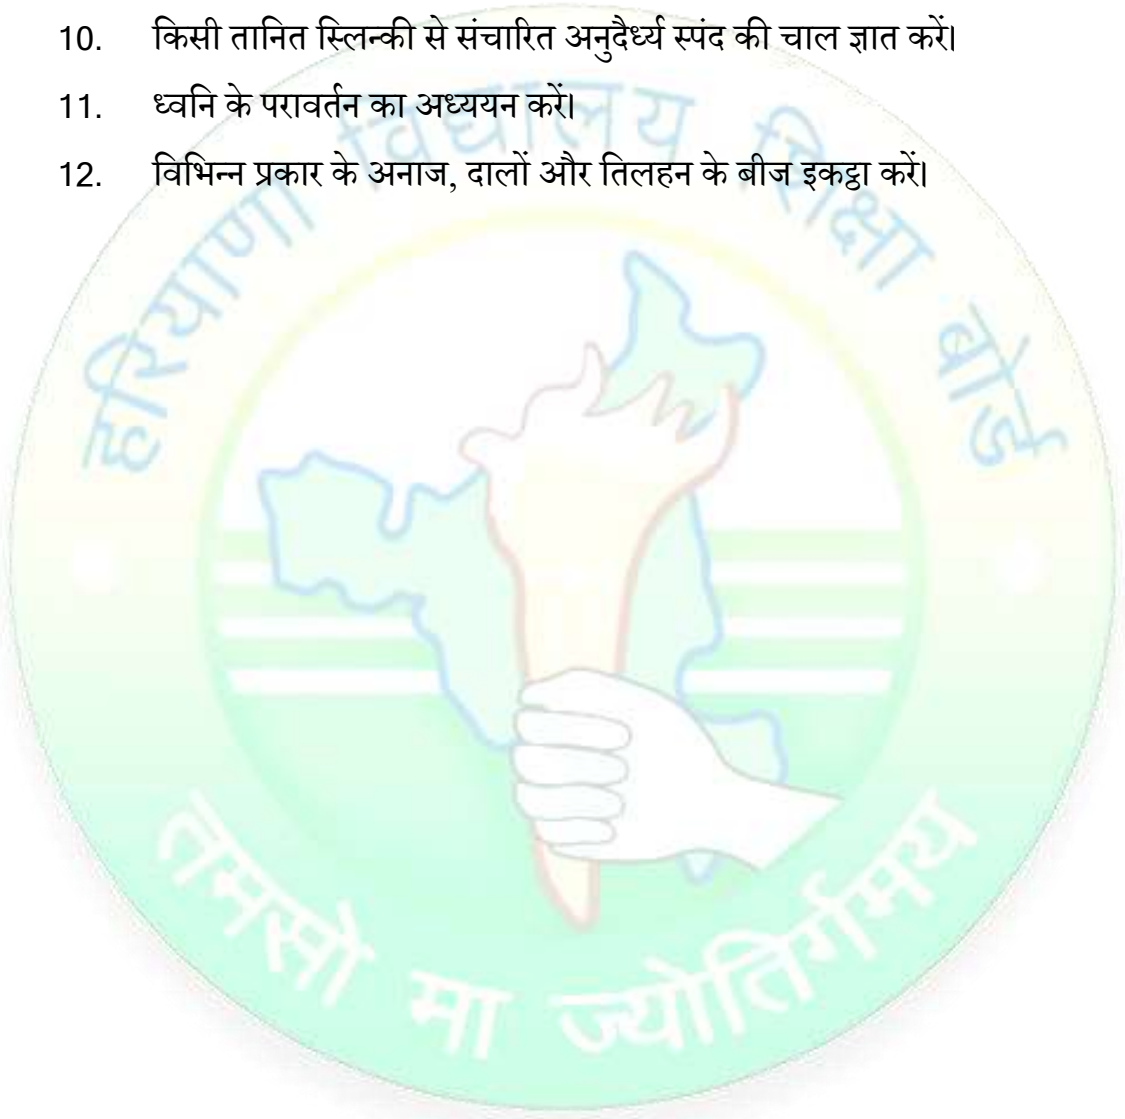 10. किसी तानित स्लिन्की से संचारित अनुदैर्ध्य स्पंद की चाल ज्ञात करें।
11. ध्वनि के परावर्तन का अध्ययन करें।
12. विभिन्न प्रकार के अनाज, दालों और तिलहन के बीज इकट्ठा करें।
हरियाणा विद्यालय शिक्षा बोर्ड
तमसो मा ज्योतिर्गमय